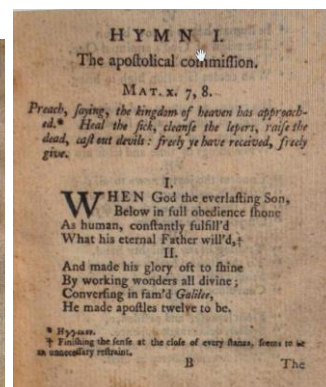 HYMN I.
The apoſtolical commiſſion.
MAT. x. 7, 8.
Preach, ſaying, the kingdom of heaven has approach-
ed.* Heal the ſick, cleanſe the lepers, raiſe the
dead, caſt out devils: freely ye have received, freely
give.
I.
WHEN God the everlaſting Son,
Below in full obedience ſhone
As human, conſtantly fulfill'd
What his eternal Father will'd,†
II.
And made his glory oft to ſhine
By working wonders all divine;
Converſing in fam'd Galilee,
He made apoſtles twelve to be.
*
† Finiſhing the ſenſe at the cloſe of every ſtanza, ſeems to be
an unneceſſary reſtraint.
B The